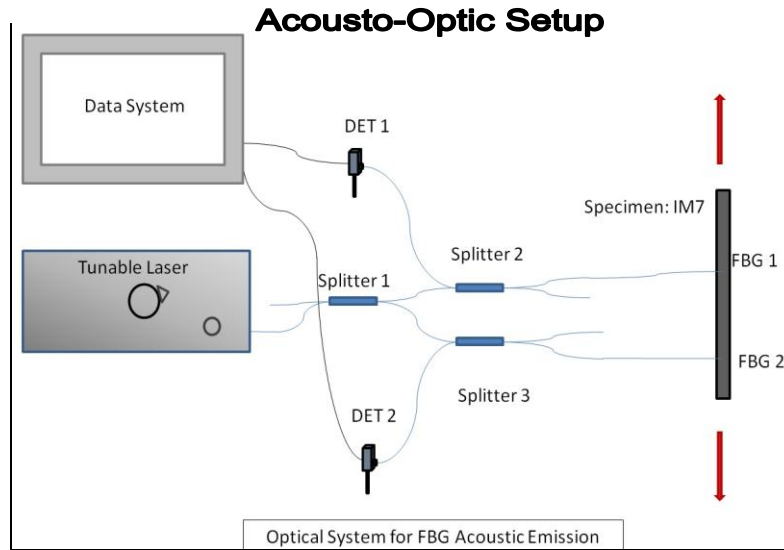 Acousto-Optic Setup
Data System
DET 1
Specimen: IM7
Tunable Laser
Splitter 1
Splitter 2
FBG 1
FBG 2
Splitter 3
DET 2
Optical System for FBG Acoustic Emission